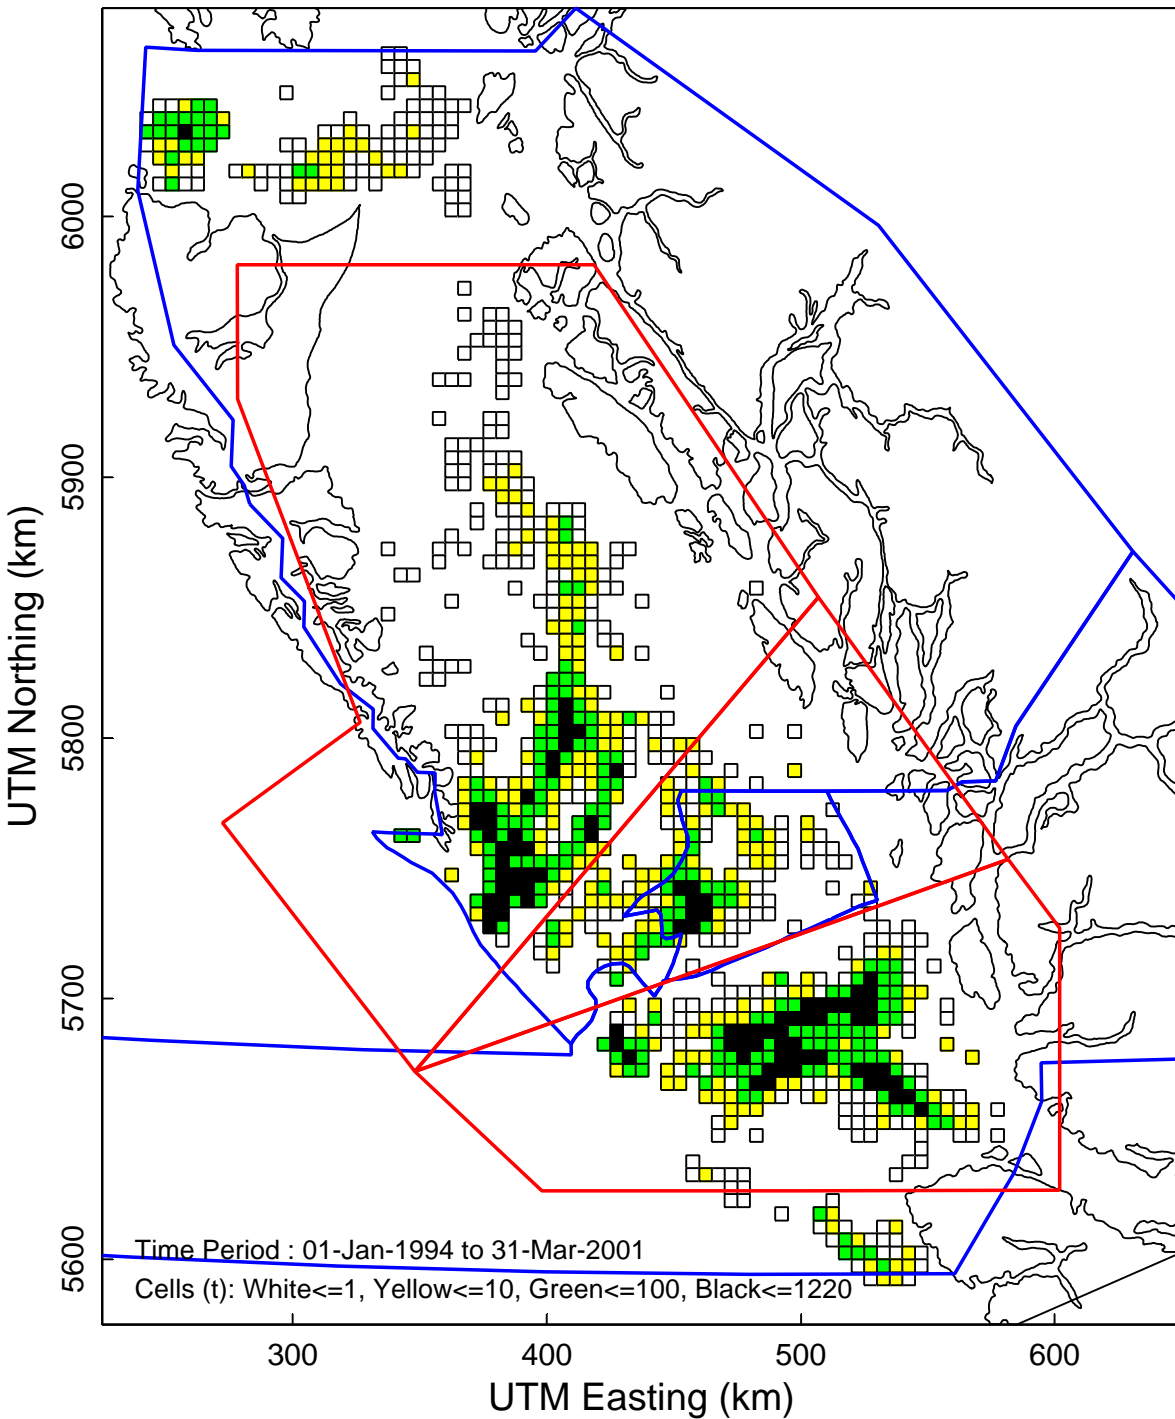 6000
5900
5800
5700
5600
UTM Northing (km)
Time Period : 01-Jan-1994 to 31-Mar-2001
Cells (t): White<=1, Yellow<=10, Green<=100, Black<=1220
300 400 500 600
UTM Easting (km)